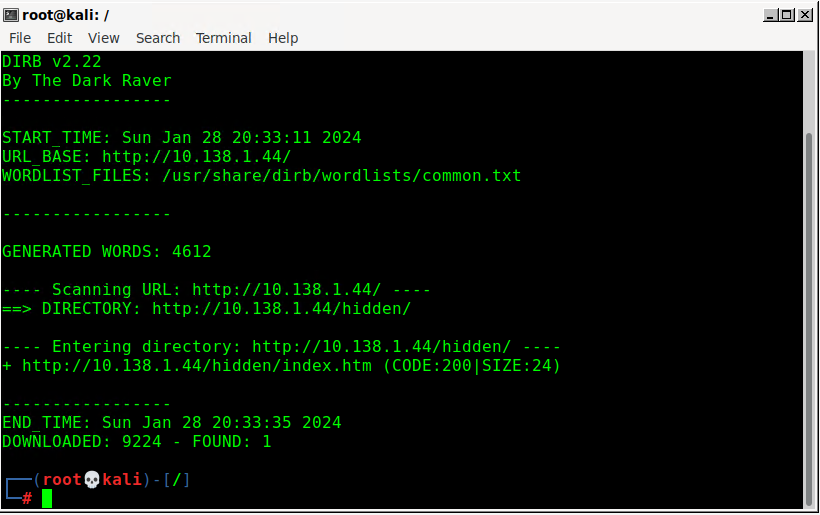 root@kali: /
File Edit View Search Terminal Help
DIRB v2.22
By The Dark Raver
-----------------
START_TIME: Sun Jan 28 20:33:11 2024
URL_BASE: http://10.138.1.44/
WORDLIST_FILES: /usr/share/dirb/wordlists/common.txt
-----------------
GENERATED WORDS: 4612
---- Scanning URL: http://10.138.1.44/ ----
==> DIRECTORY: http://10.138.1.44/hidden/
---- Entering directory: http://10.138.1.44/hidden/ ----
+ http://10.138.1.44/hidden/index.htm (CODE:200|SIZE:24)
-----------------
END_TIME: Sun Jan 28 20:33:35 2024
DOWNLOADED: 9224 - FOUND: 1
┌──(root💀kali)-[/]
└─#